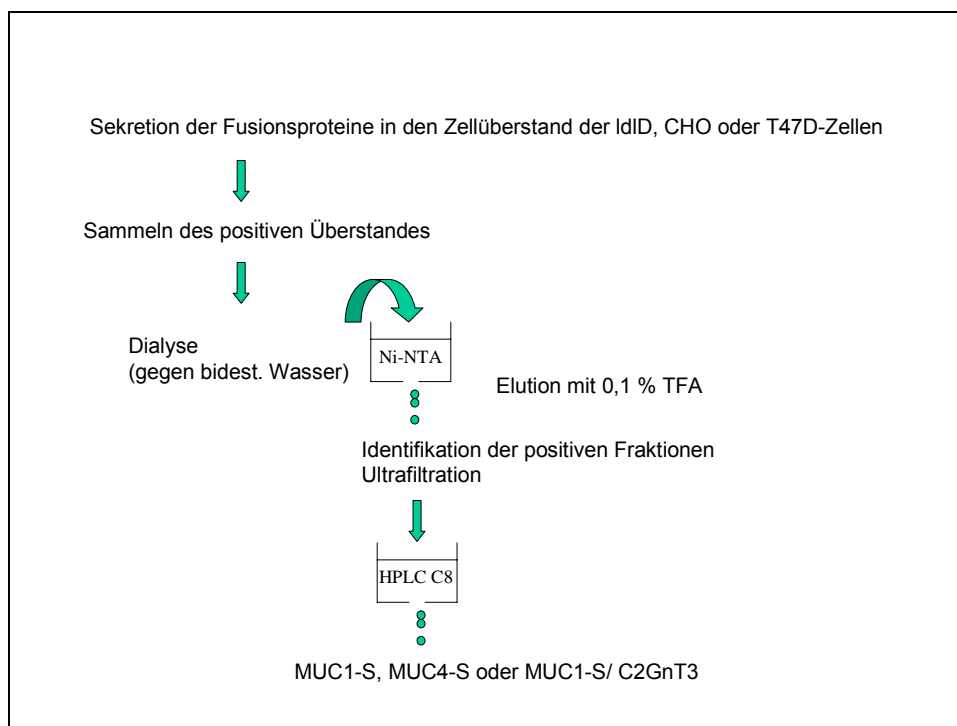 Sekretion der Fusionsproteine in den Zellüberstand der ldlD, CHO oder T47D-Zellen
Sammeln des positiven Überstandes
Dialyse
(gegen bidest. Wasser)
Ni-NTA
Elution mit 0,1 % TFA
Identifikation der positiven Fraktionen
Ultrafiltration
HPLC C8
MUC1-S, MUC4-S oder MUC1-S/ C2GnT3